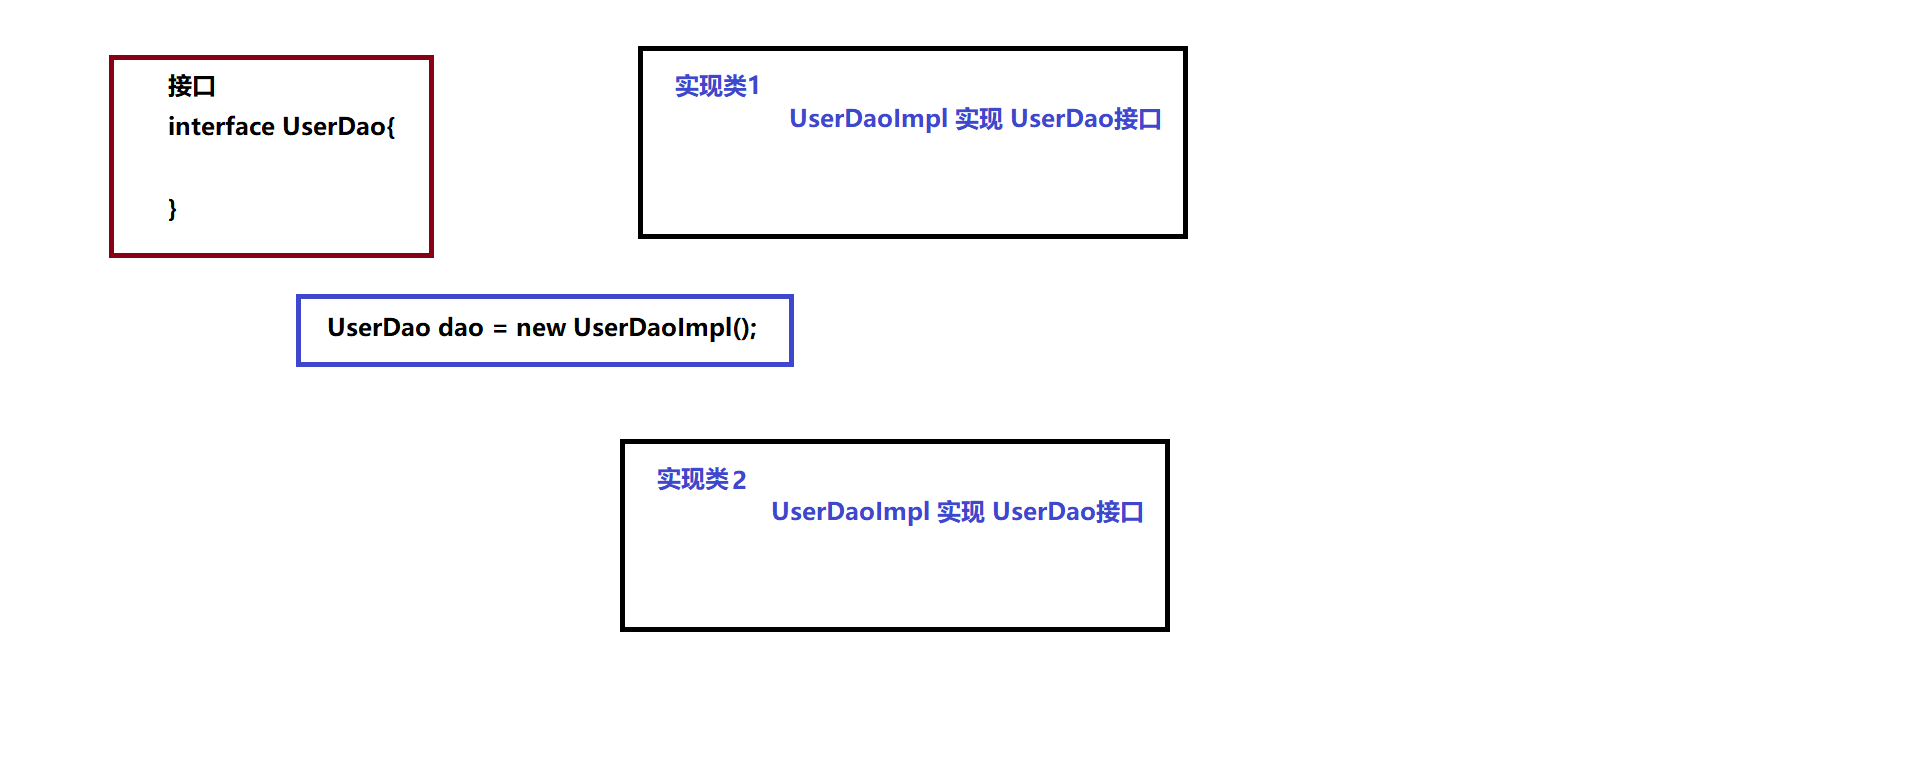 接口
interface UserDao{
}
实现类1
UserDaoImpl 实现 UserDao接口
UserDao dao = new UserDaoImpl();
实现类2
UserDaoImpl 实现 UserDao接口